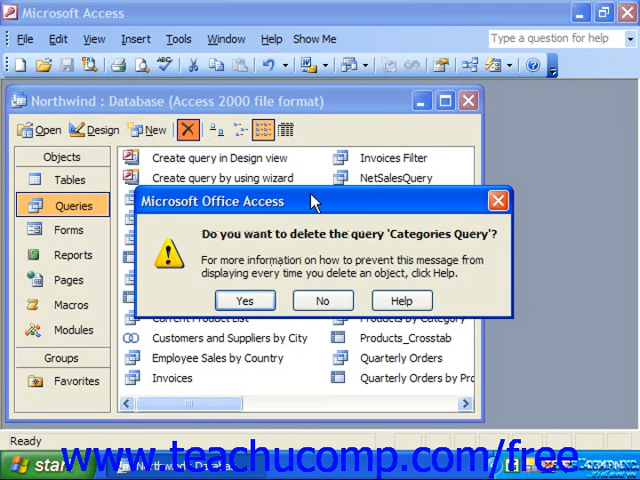 Microsoft Access
File Edit View Insert Tools Window Help Show Me
Type a question for help
Northwind : Database (Access 2000 file format)
Open Design New
Objects
Tables
Queries
Forms
Reports
Pages
Macros
Modules
Groups
Favorites
Create query in Design view
Create query by using wizard
Invoices Filter
NetSalesQuery
Microsoft Office Access
Do you want to delete the query 'Categories Query'?
For more information on how to prevent this message from
displaying every time you delete an object, click Help.
Yes No Help
Current Product List
Customers and Suppliers by City
Employee Sales by Country
Invoices
Products by Category
Products_Crosstab
Quarterly Orders
Quarterly Orders by Pro
Ready
start
www.teachucomp.com/free